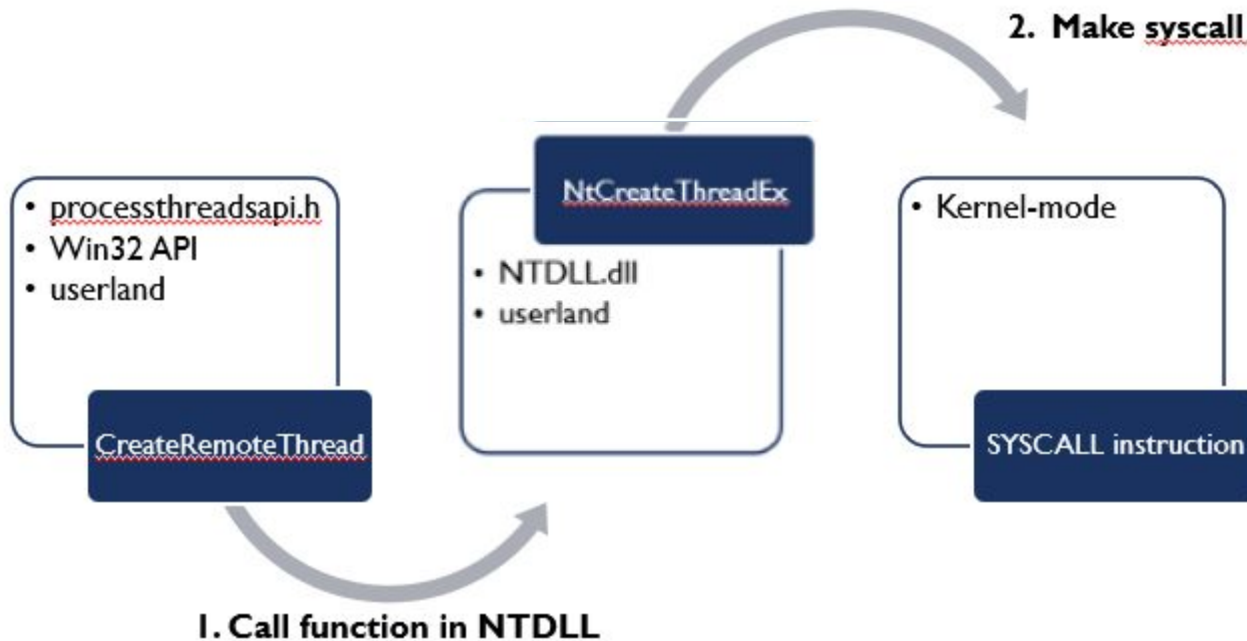 2. Make syscall
• processthreadsapi.h
• Win32 API
• userland
CreateRemoteThread
NtCreateThreadEx
• NTDLL.dll
• userland
• Kernel-mode
SYSCALL instruction
1. Call function in NTDLL